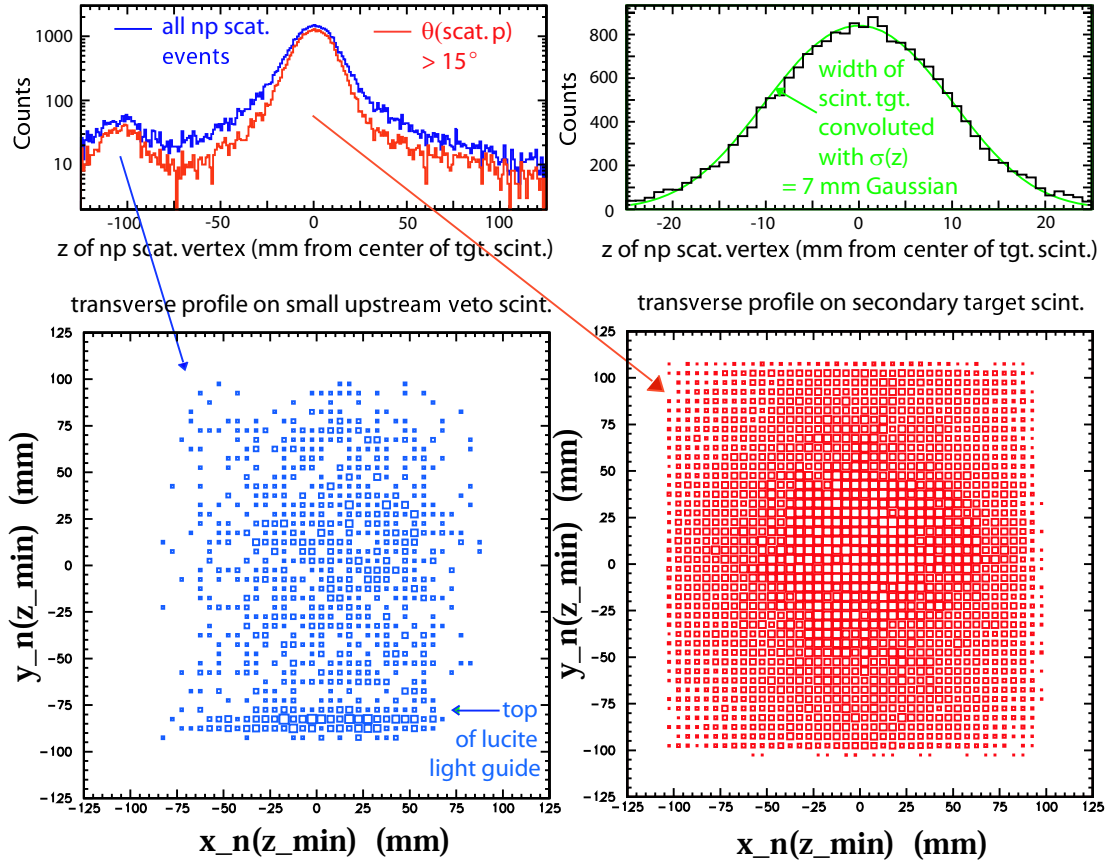 all np scat.
events
θ(scat. p)
> 15°
1000
100
10
Counts
-100
-50
0
50
100
z of np scat. vertex (mm from center of tgt. scint.)
800
600
400
200
0
Counts
width of
scint. tgt.
convoluted
with σ(z)
= 7 mm Gaussian
-20
-10
0
10
20
z of np scat. vertex (mm from center of tgt. scint.)
transverse profile on small upstream veto scint.
125
100
75
50
25
0
-25
-50
-75
-100
-125
y_n(z_min) (mm)
top
of lucite
light guide
-125 -100 -75 -50 -25 0 25 50 75 100 125
x_n(z_min) (mm)
transverse profile on secondary target scint.
125
100
75
50
25
0
-25
-50
-75
-100
-125
y_n(z_min) (mm)
-125 -100 -75 -50 -25 0 25 50 75 100 125
x_n(z_min) (mm)